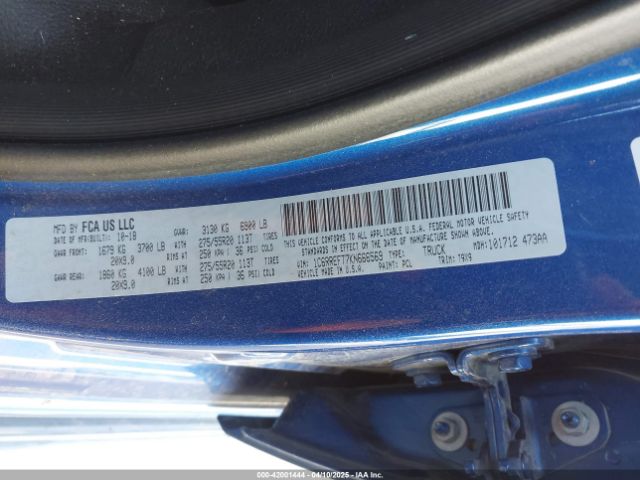 MFD BY FCA US LLC
DATE OF MFR(BUILT): 10-18 GVWR: 3130 KG 6900 LB
GAWR 1679 KG 3700 LB WITH 275/55R20 113T TIRES
20X9.0 RIMS AT 250 KPA | 36 PSI COLD
GAWR 1860 KG 4100 LB WITH 275/55R20 113T TIRES
20X9.0 RIMS AT 250 KPA | 36 PSI COLD
THIS VEHICLE CONFORMS TO ALL
APPLICABLE U.S.A. FEDERAL MOTOR VEHICLE SAFETY
STANDARDS IN EFFECT ON THE DATE OF MANUFACTURE SHOWN ABOVE.
VEHICLE MADE IN U.S.A. MDH: 101712 473AA
VIN: 1C6RREFT7KN666569 TYPE: TRUCK
PAINT: PCL TRIM: T9X9
000-42001444 - 04/10/2025 - IAA Inc.